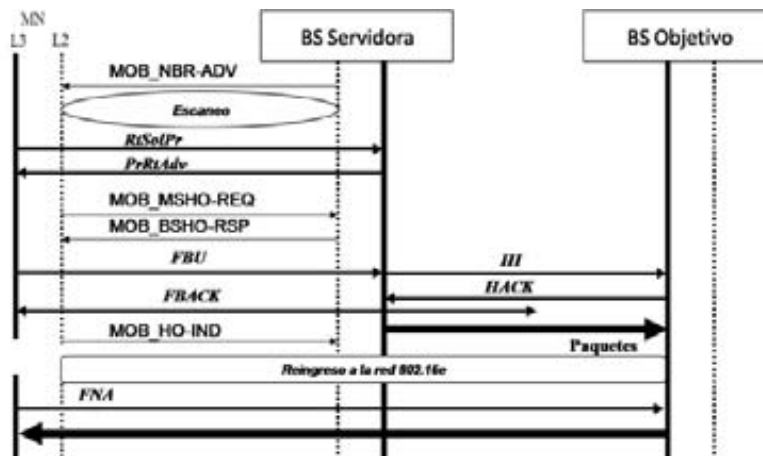 MN
L3 L2
BS Servidora
BS Objetivo
MOB_NBR-ADV
Escaneo
RtSolPr
PrRtAdv
MOB_MSHO-REQ
MOB_BSHO-RSP
FBU
HI
HACK
FBACK
MOB_HO-IND
Paquetes
Reingreso a la red 802.16e
FNA